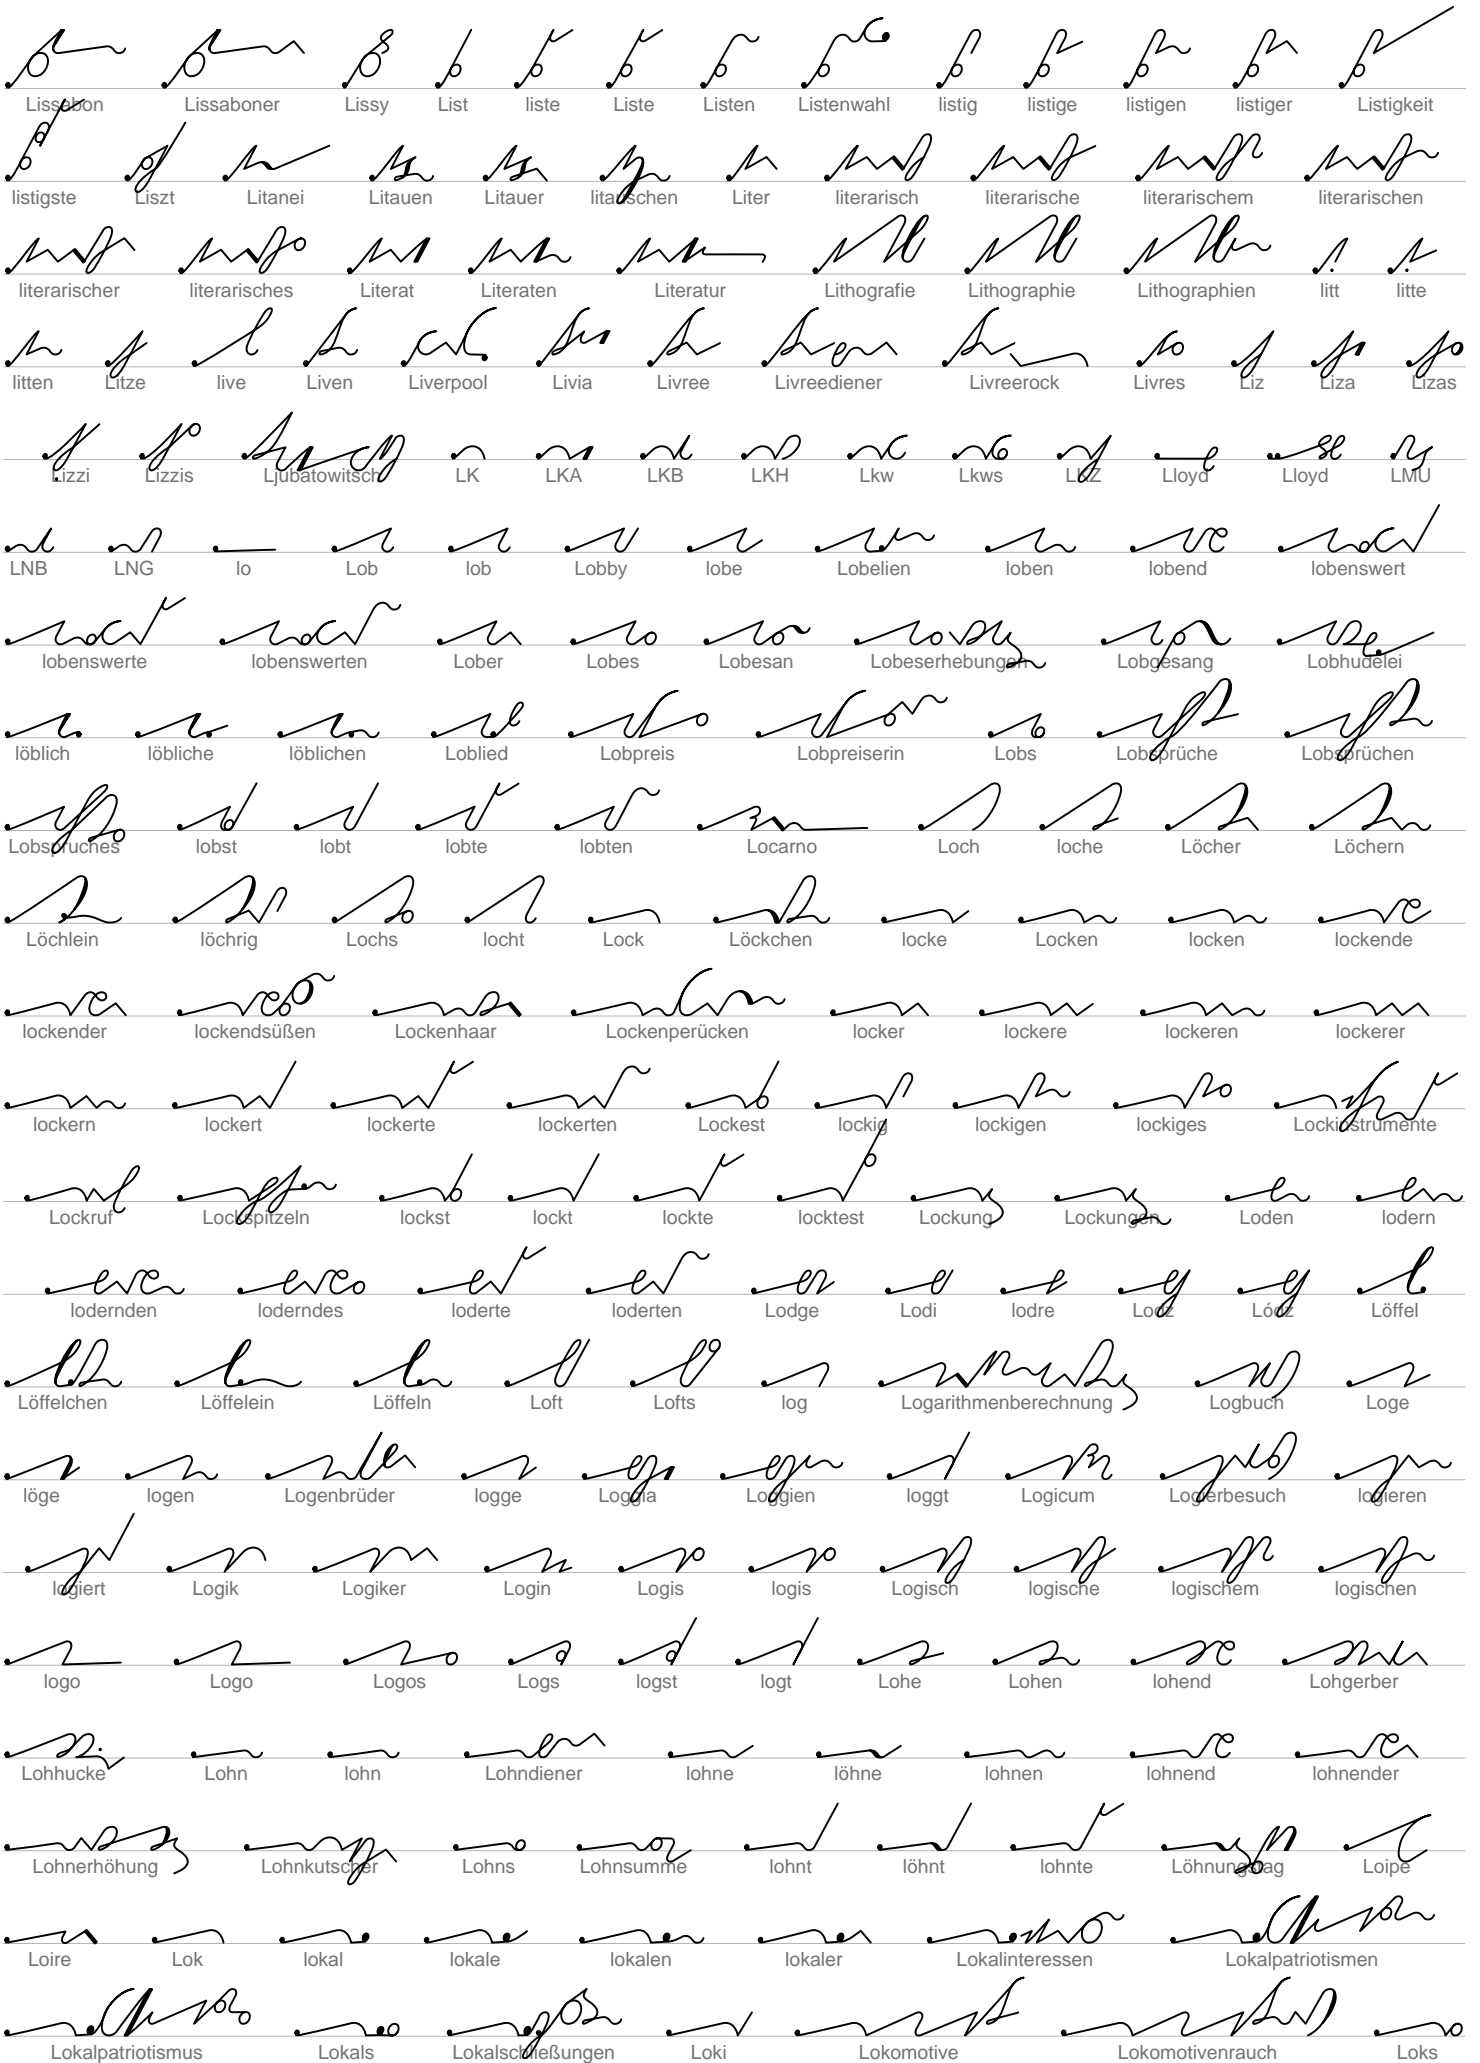 Lissabon Lissaboner Lissy List liste Liste Listen Listenwahl listig listige listigen listiger Listigkeit
listigste Liszt Litanei Litauen Litauer litauischen Liter literarisch literarische literarischem literarischen
literarischer literarisches Literat Literaten Literatur Lithografie Lithographie Lithographien litt litte
litten Litze live Liven Liverpool Livia Livree Livreediener Livreerock Livres Liz Liza Lizas
Lizzi Lizzis Ljubatowitsch LK LKA LKB LKH Lkw Lkws LKZ Lloyd Lloyd LMU
LNB LNG lo Lob lob Lobby lobe Lobelien loben lobend lobenswert
lobenswerte lobenswerten Lober Lobes Lobesan Lobeserhebungen Lobgesang Lobhudelei
löblich löbliche löblichen Loblied Lobpreis Lobpreiserin Lobs Lobsprüche Lobsprüchen
Lobspruches lobst lobt lobte lobten Locarno Loch loche Löcher Löchern
Löchlein löchrig Lochs locht Lock Löckchen locke Locken locken lockende
lockender lockendsüßen Lockenhaar Lockenperücken locker lockere lockeren lockerer
lockern lockert lockerte lockerten Lockest lockig lockigen lockiges Lockinstrumente
Lockruf Lockspitzeln lockst lockt lockte locktest Lockung Lockungen Loden lodern
lodernden loderndes loderte loderten Lodge Lodi lodre Lodz Lódz Löffel
Löffelchen Löffelein Löffeln Loft Lofts log Logarithmenberechnung Logbuch Loge
löge logen Logenbrüder logge Loggia Loggien loggt Logicum Logierbesuch logieren
logiert Logik Logiker Login Logis logis Logisch logische logischem logischen
logo Logo Logos Logs logst logt Lohe Lohen lohend Lohgerber
Lohhucke Lohn lohn Lohndiener lohne löhne lohnen lohnend lohnender
Lohnerhöhung Lohnkutscher Lohns Lohnsumme lohnt löhnt lohnte Löhnungstag Loipe
Loire Lok lokal lokale lokalen lokaler Lokalinteressen Lokalpatriotismen
Lokalpatriotismus Lokals Lokalschließungen Loki Lokomotive Lokomotivenrauch Loks